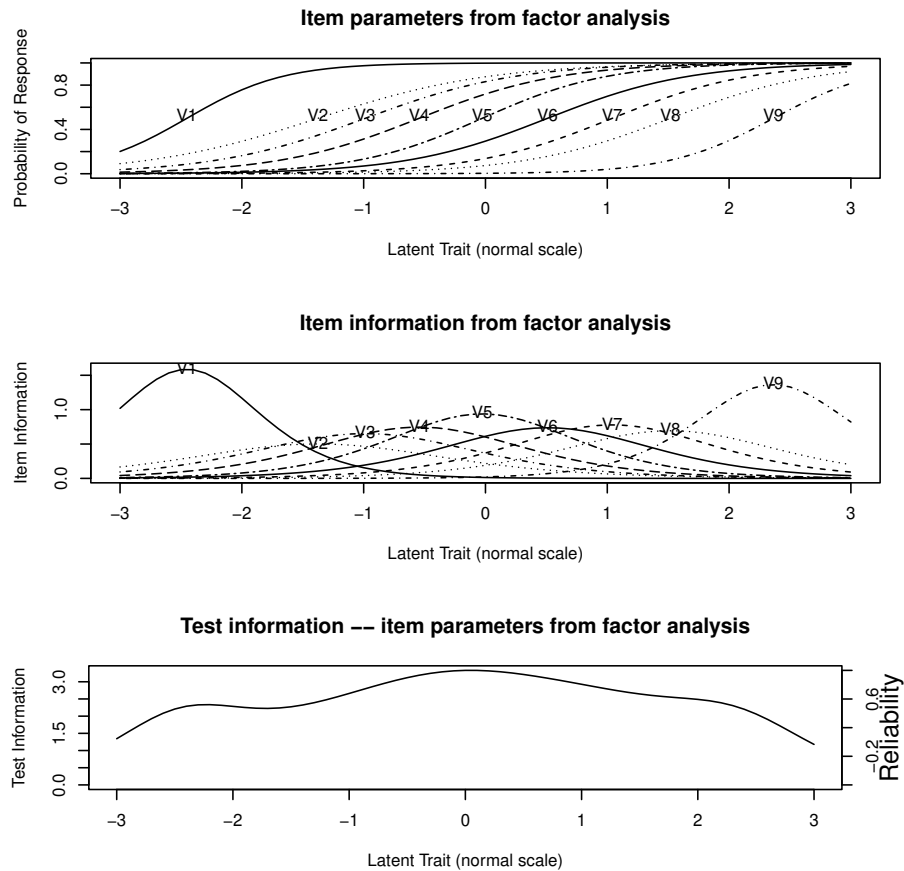 Item parameters from factor analysis
Probability of Response
0.8
0.4
0.0
V1 V2 V3 V4 V5 V6 V7 V8 V9
−3 −2 −1 0 1 2 3
Latent Trait (normal scale)
Item information from factor analysis
Item Information
1.0
0.0
V1 V2 V3 V4 V5 V6 V7 V8 V9
−3 −2 −1 0 1 2 3
Latent Trait (normal scale)
Test information −− item parameters from factor analysis
Test Information
3.0
1.5
0.0
0.6
−0.2
Reliability
−3 −2 −1 0 1 2 3
Latent Trait (normal scale)